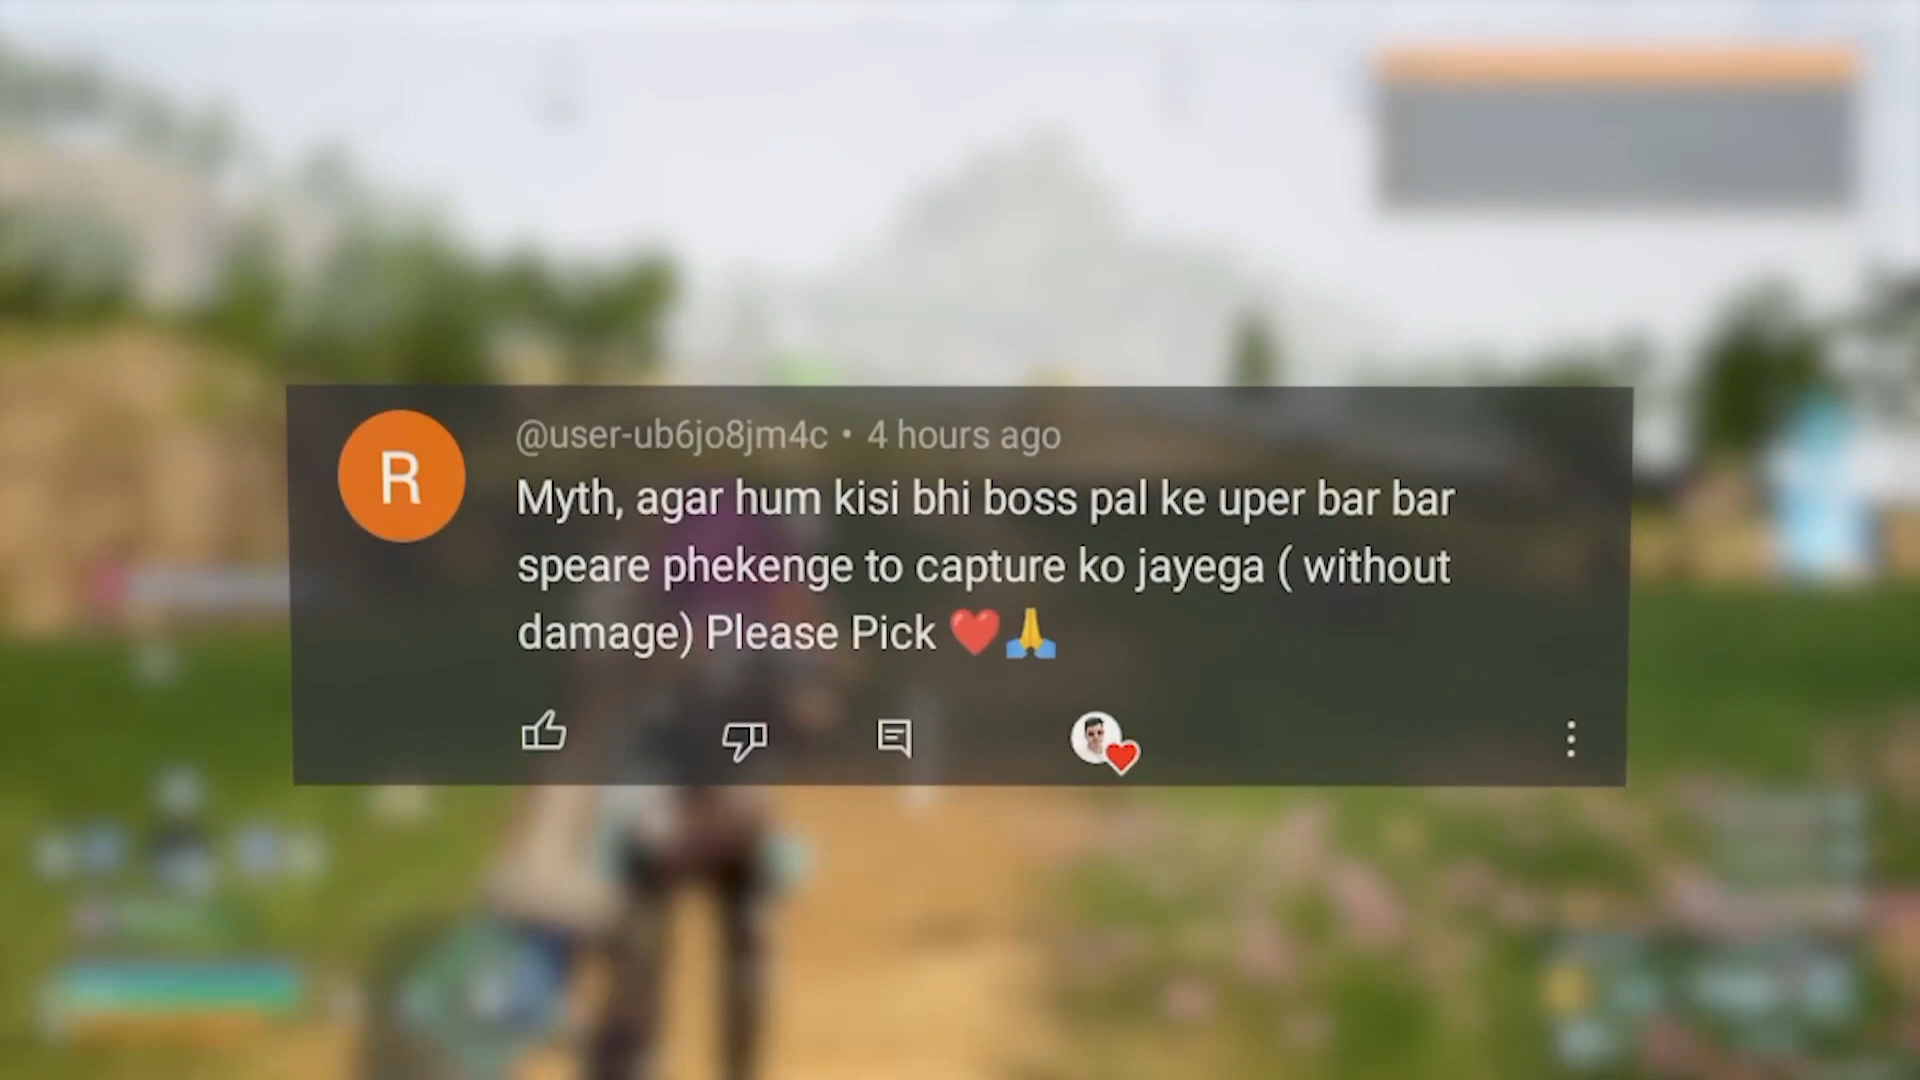 R
@user-ub6jo8jm4c • 4 hours ago
Myth, agar hum kisi bhi boss pal ke uper bar bar
speare phekenge to capture ko jayega ( without
damage) Please Pick ❤️🙏